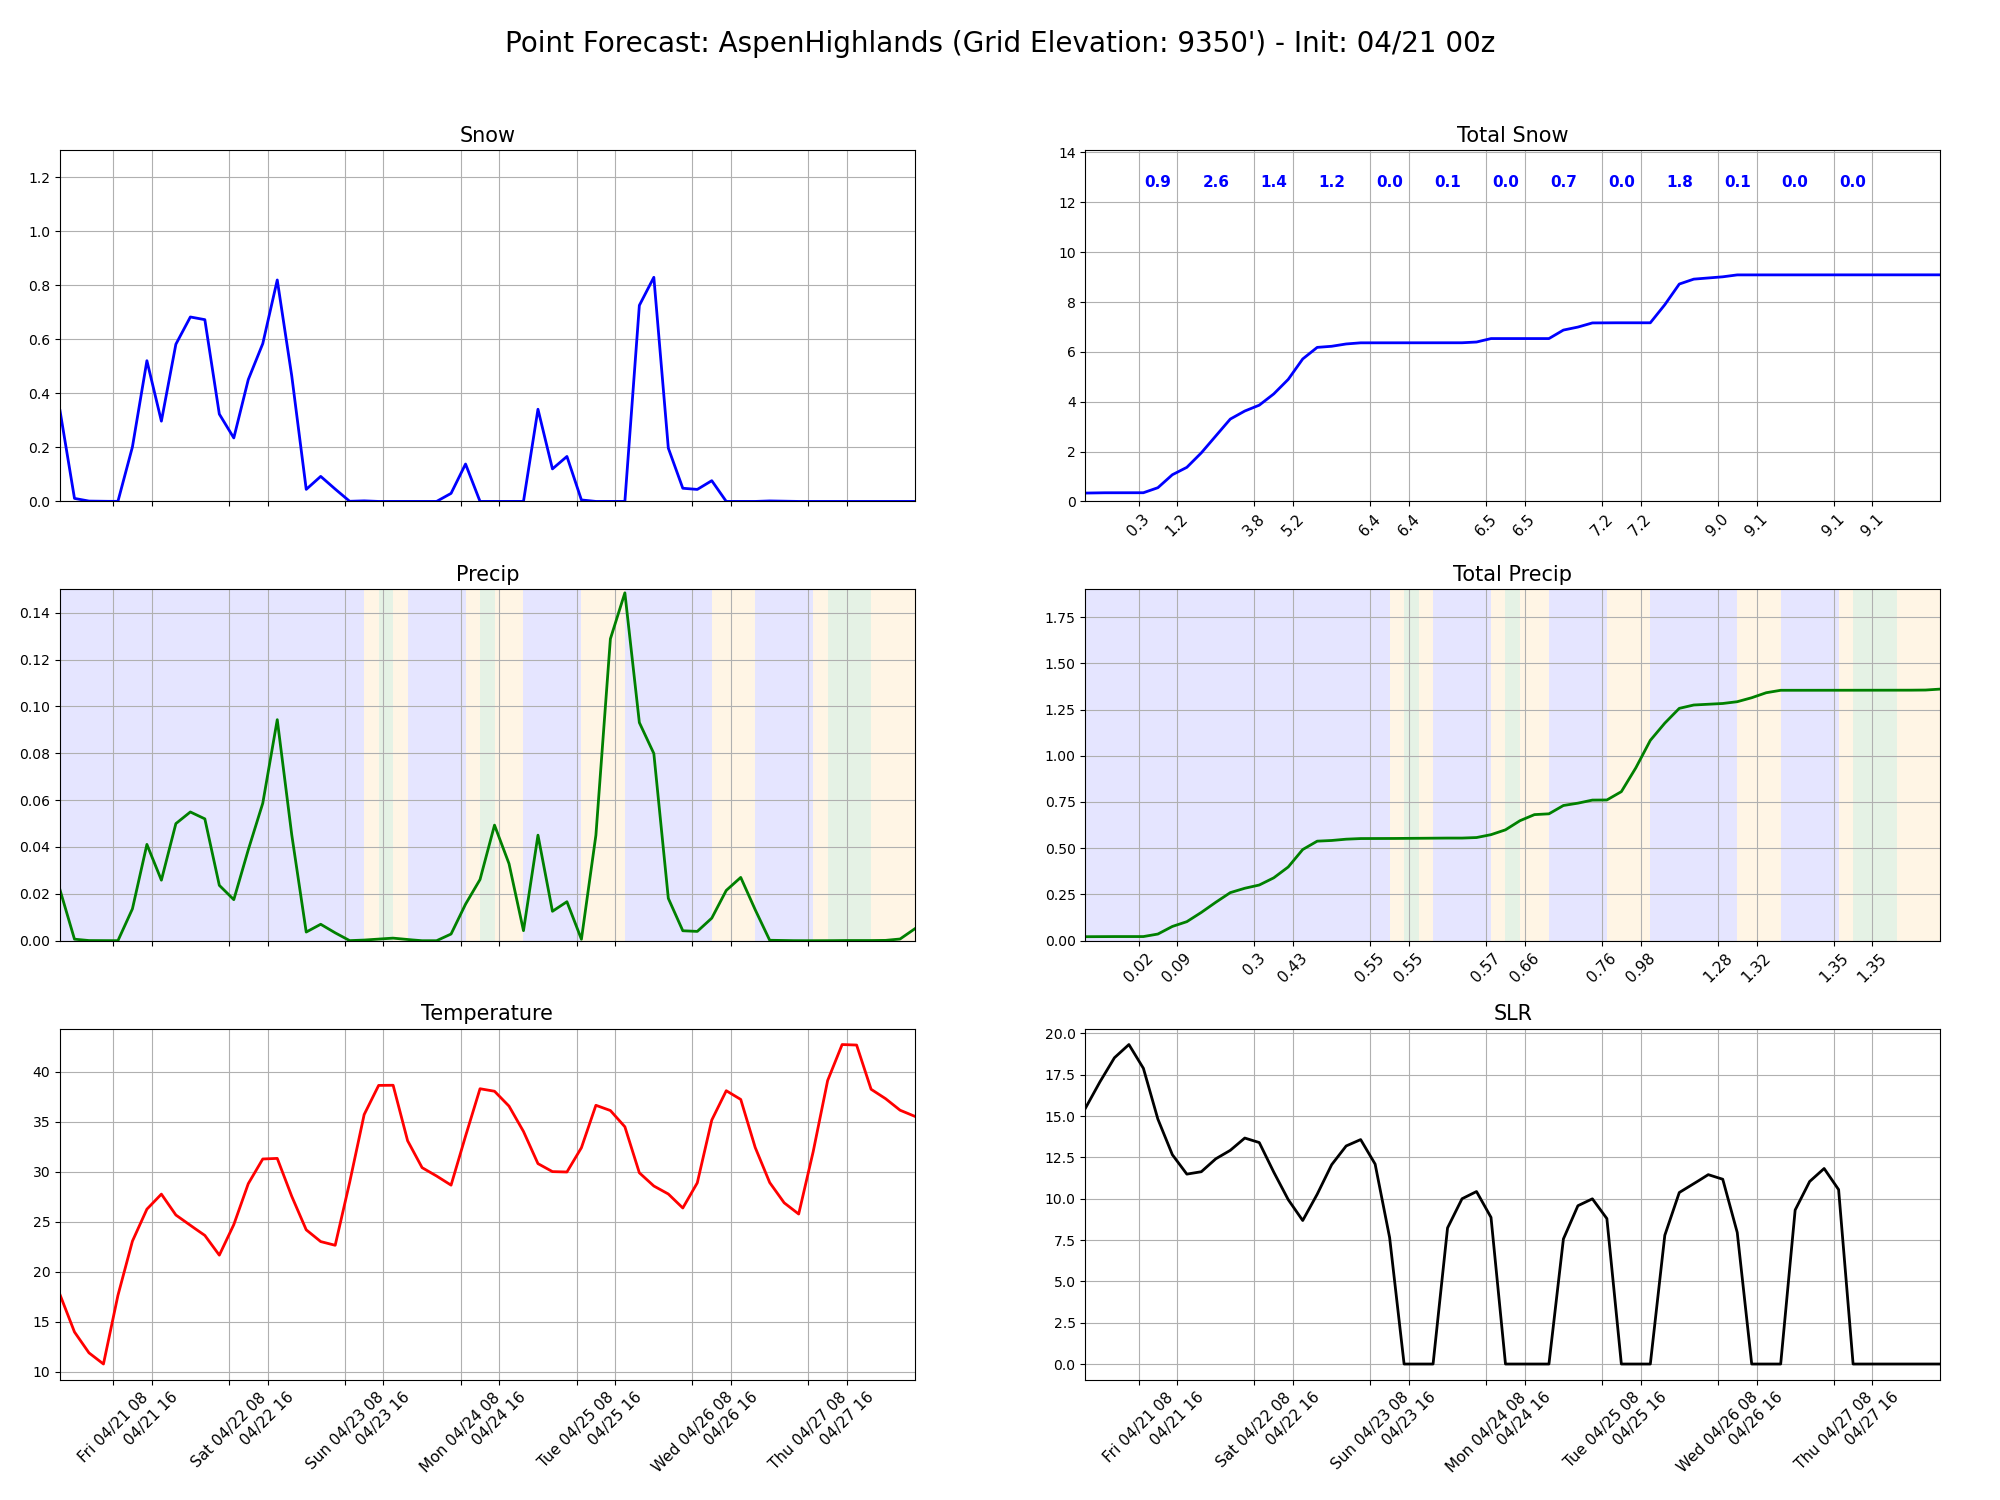 Point Forecast: AspenHighlands (Grid Elevation: 9350') - Init: 04/21 00z
Snow
1.2
1.0
0.8
0.6
0.4
0.2
0.0
Total Snow
14
12
10
8
6
4
2
0
0.9 2.6 1.4 1.2 0.0 0.1 0.0 0.7 0.0 1.8 0.1 0.0 0.0
0.3 1.2 3.8 5.2 6.4 6.4 6.5 6.5 7.2 7.2 9.0 9.1 9.1 9.1
Precip
0.14
0.12
0.10
0.08
0.06
0.04
0.02
0.00
Total Precip
1.75
1.50
1.25
1.00
0.75
0.50
0.25
0.00
0.02 0.09 0.3 0.43 0.55 0.55 0.57 0.66 0.76 0.98 1.28 1.32 1.35 1.35
Temperature
40
35
30
25
20
15
10
Fri 04/21 08
04/21 16
Sat 04/22 08
04/22 16
Sun 04/23 08
04/23 16
Mon 04/24 08
04/24 16
Tue 04/25 08
04/25 16
Wed 04/26 08
04/26 16
Thu 04/27 08
04/27 16
SLR
20.0
17.5
15.0
12.5
10.0
7.5
5.0
2.5
0.0
Fri 04/21 08
04/21 16
Sat 04/22 08
04/22 16
Sun 04/23 08
04/23 16
Mon 04/24 08
04/24 16
Tue 04/25 08
04/25 16
Wed 04/26 08
04/26 16
Thu 04/27 08
04/27 16